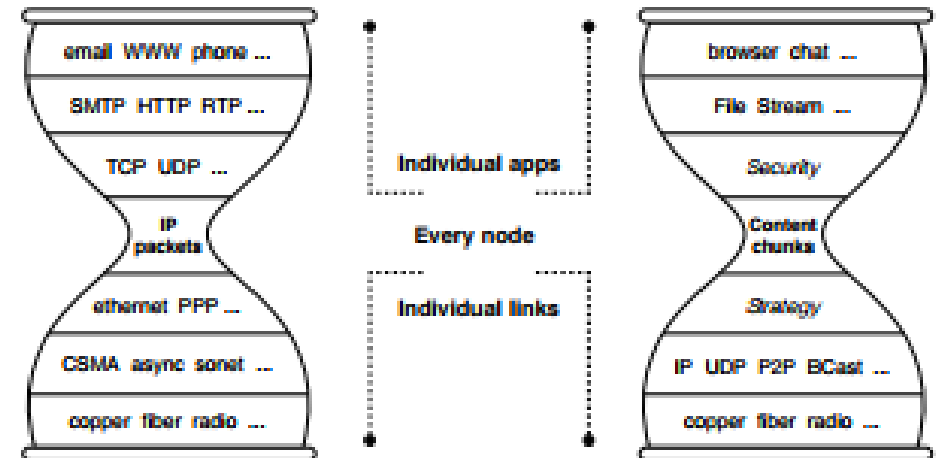 email WWW phone ...
SMTP HTTP RTP ...
TCP UDP ...
IP
packets
ethernet PPP ...
CSMA async sonet ...
copper fiber radio ...
Individual apps
Every node
Individual links
browser chat ...
File Stream ...
Security
Content
chunks
Strategy
IP UDP P2P BCast ...
copper fiber radio ...